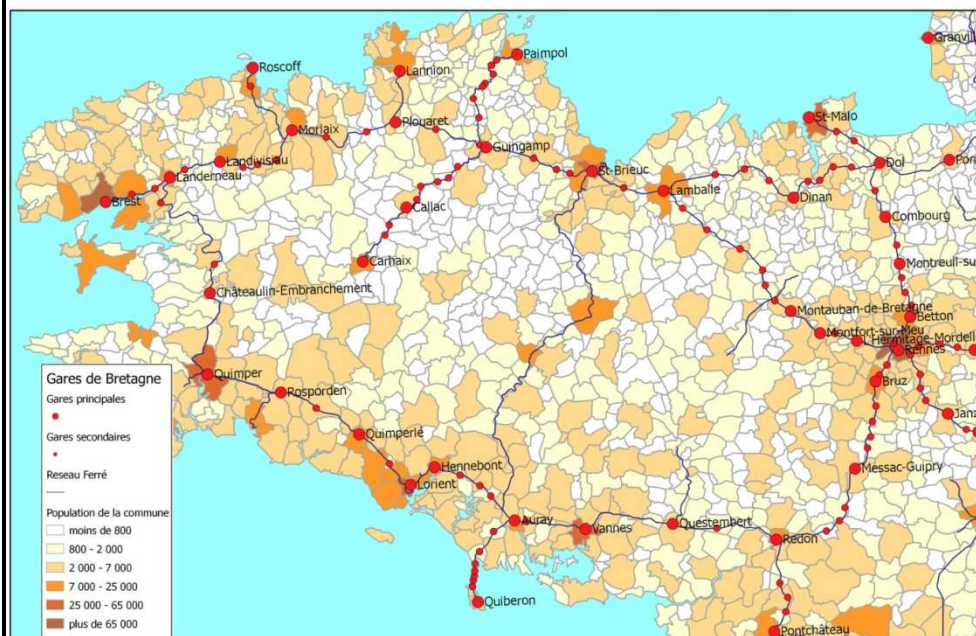 Granvill
Paimpol
Roscoff
Lannion
St-Malo
Plouaret
Morlaix
Guingamp
Landivisiau
Dol
Pon
Landerneau
St-Brieuc
Lamballe
Dinan
Brest
Callac
Combourg
Carhaix
Montreuil-su
Châteaulin-Embranchement
Montauban-de-Bretagne
Betton
Montfort-sur-Meu
L'Hermitage-Mordelle
Rennes
Quimper
Bruz
Rosporden
Janz
Quimperlé
Hennebont
Messac-Guipry
Lorient
Auray
Vannes
Questembert
Redon
Quiberon
Pontchâteau
Gares de Bretagne
Gares principales
Gares secondaires
Reseau Ferré
Population de la commune
moins de 800
800 - 2 000
2 000 - 7 000
7 000 - 25 000
25 000 - 65 000
plus de 65 000